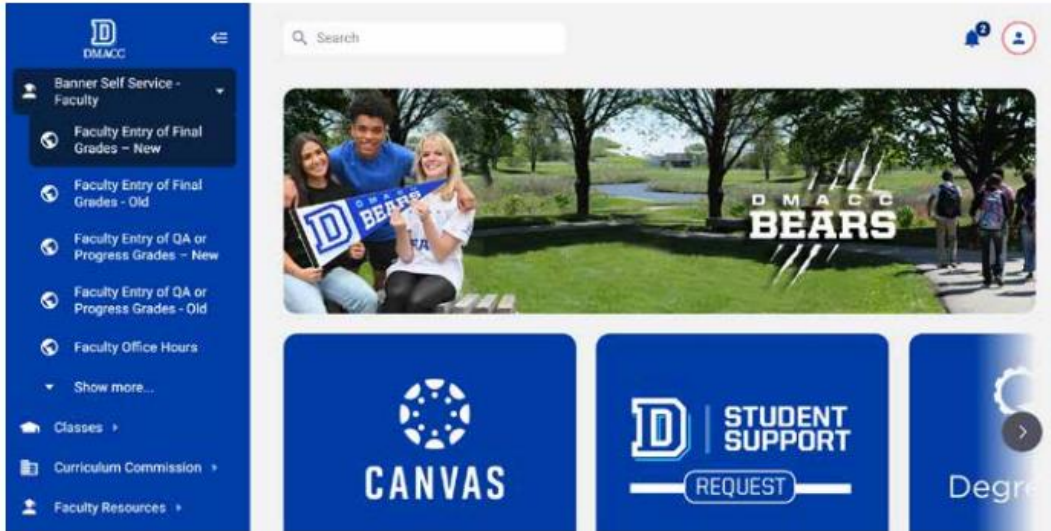 D
DMACC
Banner Self Service -
Faculty
Faculty Entry of Final
Grades – New
Faculty Entry of Final
Grades - Old
Faculty Entry of QA or
Progress Grades – New
Faculty Entry of QA or
Progress Grades - Old
Faculty Office Hours
Show more...
Classes
Curriculum Commission
Faculty Resources
Search
2
D
DMACC
BEARS
DMACC
BEARS
CANVAS
D
STUDENT
SUPPORT
REQUEST
Degre